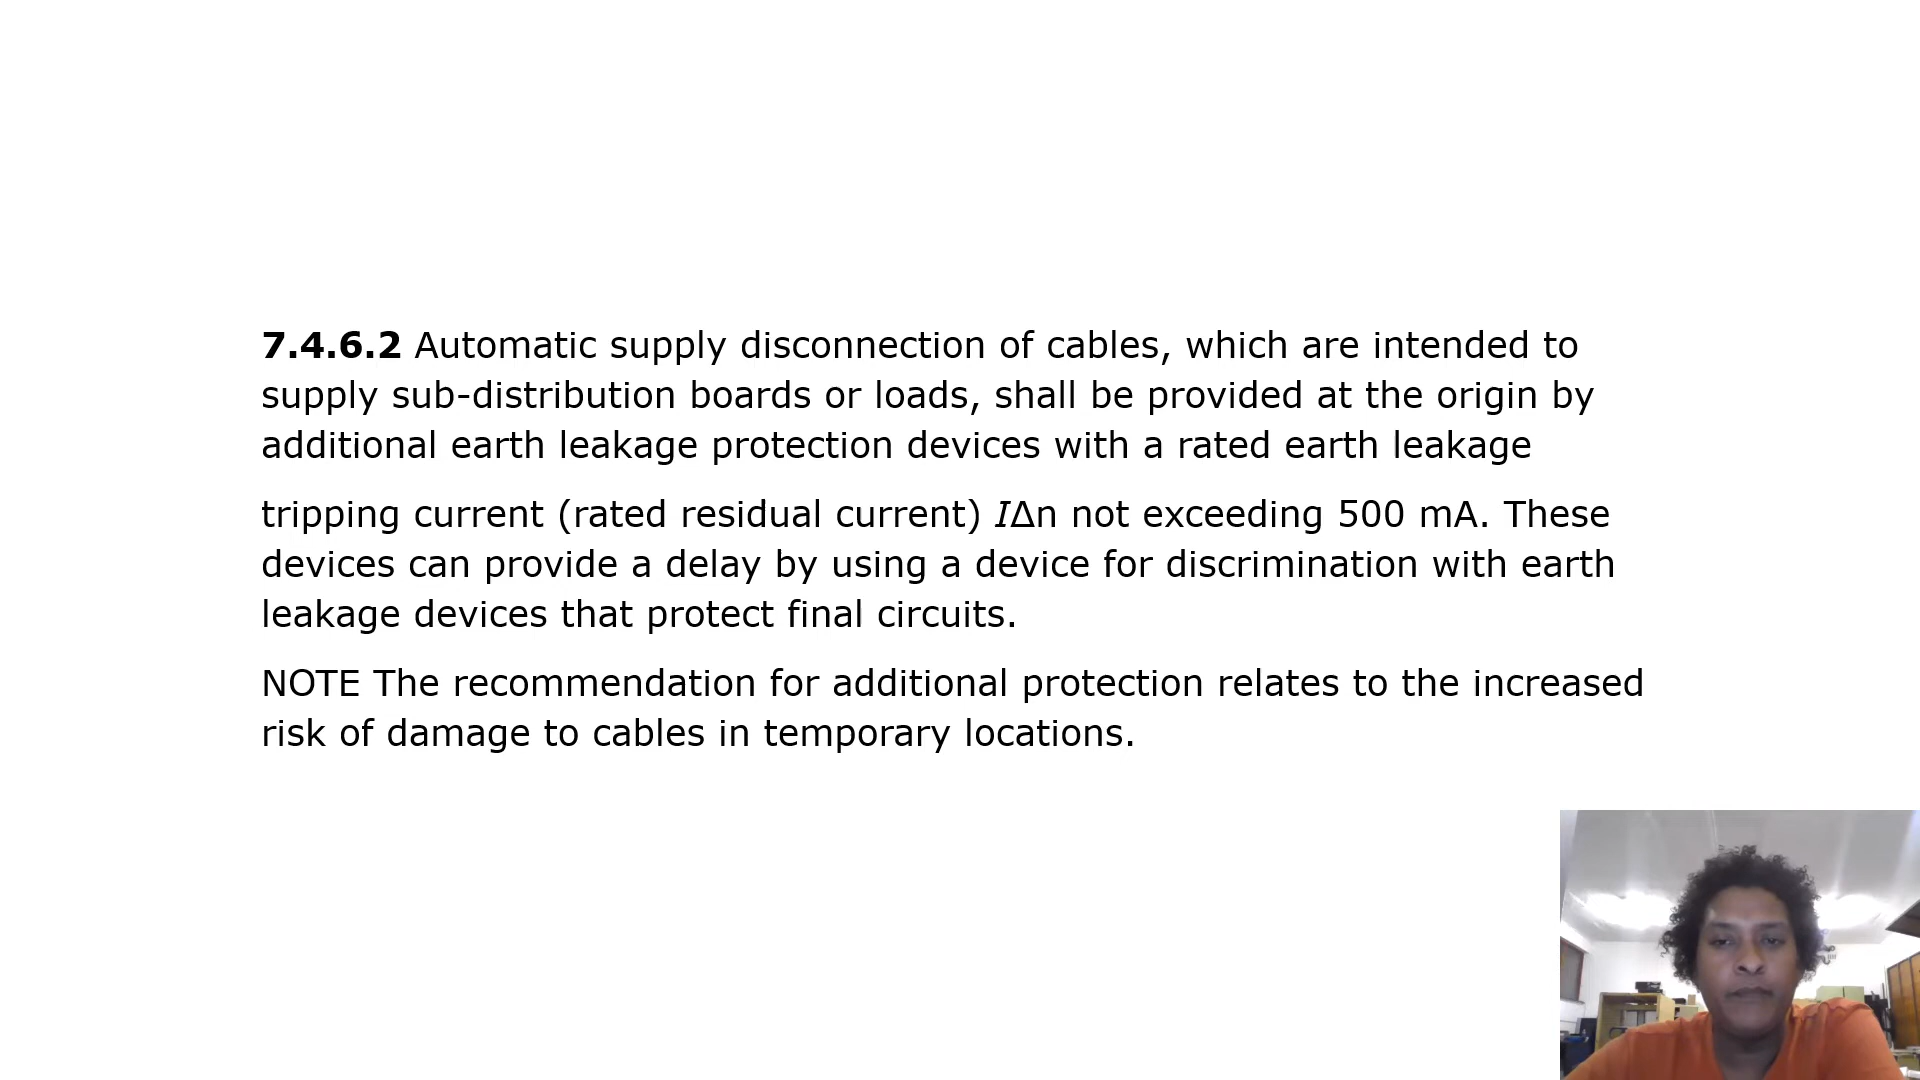 7.4.6.2 Automatic supply disconnection of cables, which are intended to
supply sub-distribution boards or loads, shall be provided at the origin by
additional earth leakage protection devices with a rated earth leakage
tripping current (rated residual current) IΔn not exceeding 500 mA. These
devices can provide a delay by using a device for discrimination with earth
leakage devices that protect final circuits.
NOTE The recommendation for additional protection relates to the increased
risk of damage to cables in temporary locations.